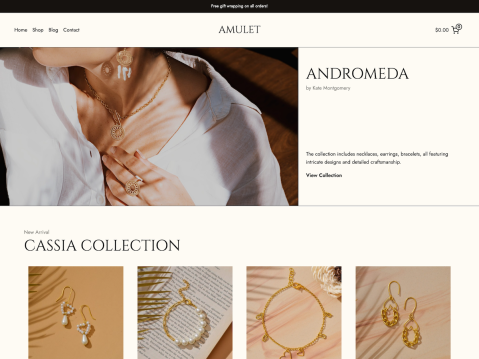 Free gift wrapping on all orders!
Home Shop Blog Contact
AMULET
$0.00
0
ANDROMEDA
by Kate Montgomery
The collection includes necklaces, earrings, bracelets, all featuring
intricate designs and detailed craftsmanship.
View Collection
New Arrival
CASSIA COLLECTION